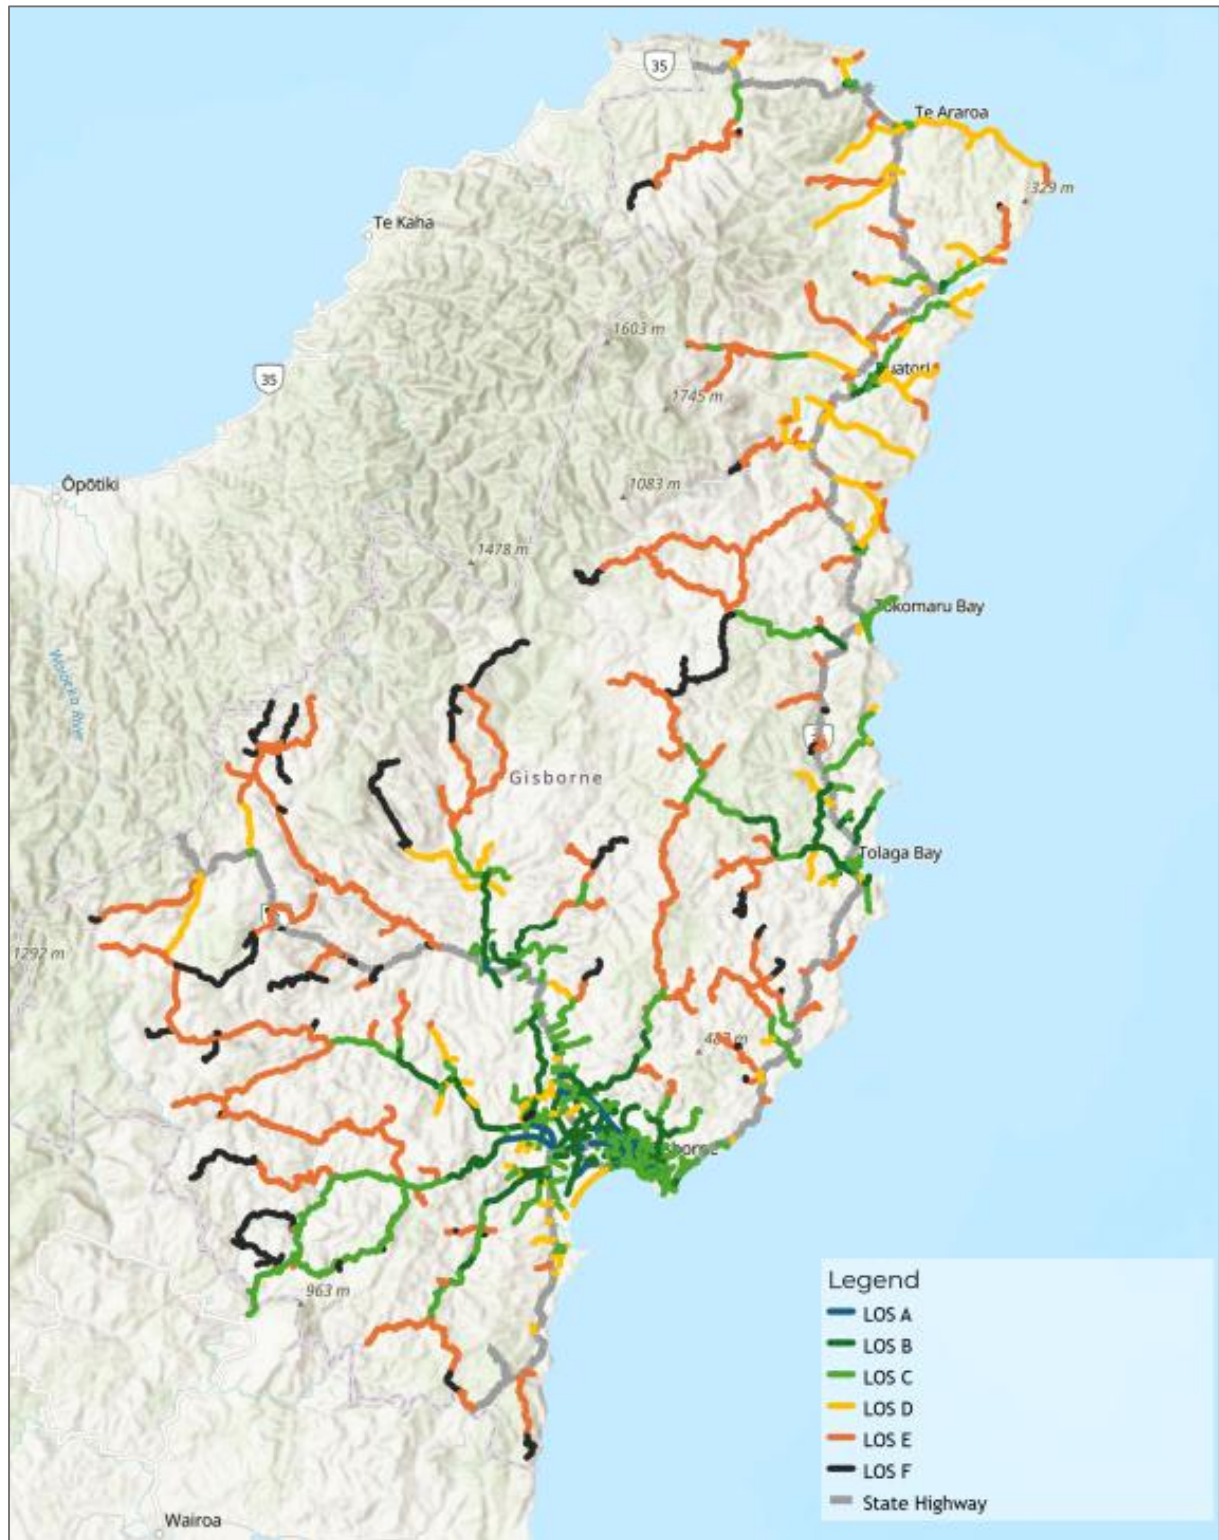 35
Te Araroa
329 m
Te Kaha
1603 m
35
1745 m
Ōpōtiki
1083 m
1478 m
Tokomaru Bay
Waioeka River
Gisborne
Tolaga Bay
1292 m
963 m
Legend
LOS A
LOS B
LOS C
LOS D
LOS E
LOS F
State Highway
Wairoa